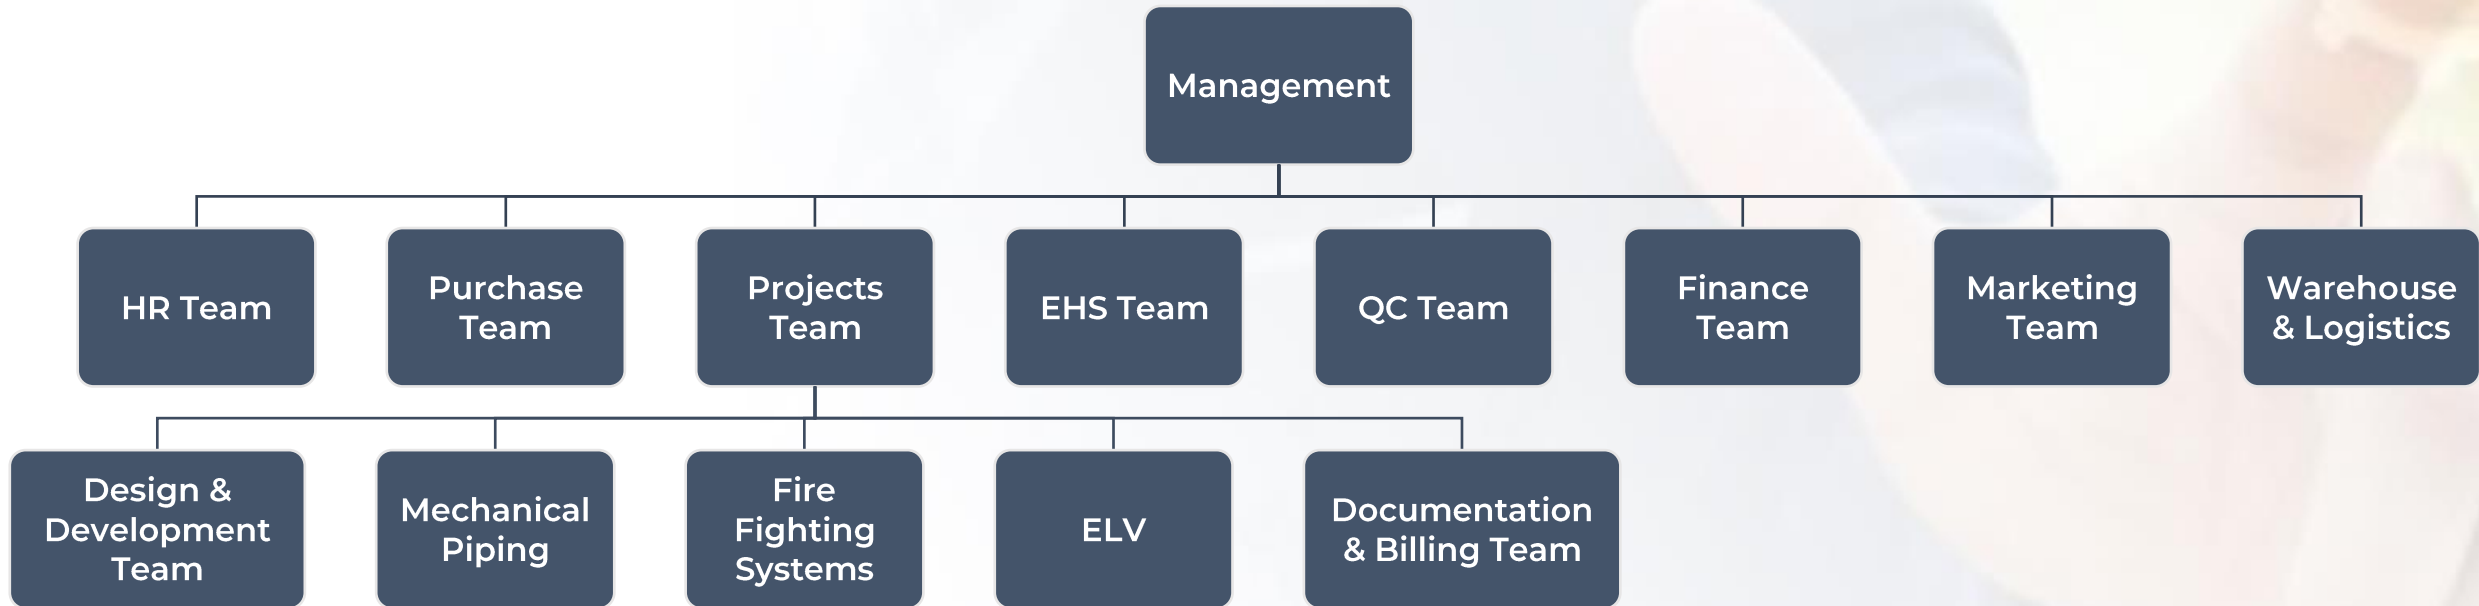 Management
HR Team
Purchase
Team
Projects
Team
EHS Team
QC Team
Finance
Team
Marketing
Team
Warehouse
& Logistics
Design &
Development
Team
Mechanical
Piping
Fire
Fighting
Systems
ELV
Documentation
& Billing Team